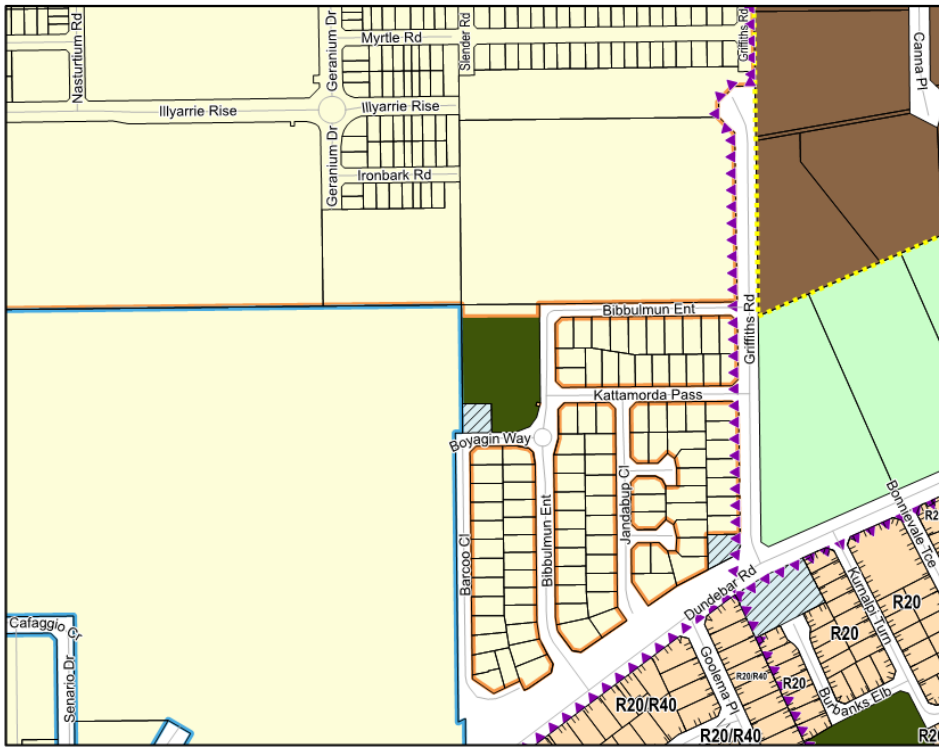 Nasturtium Rd
Geranium Dr
Myrtle Rd
Slender Rd
Griffiths Rd
Canna Pl
Illyarrie Rise
Illyarrie Rise
Geranium Dr
Ironbark Rd
Bibbulmun Ent
Griffiths Rd
Kattamorda Pass
Boyagin Way
Jandabup Cl
Bibbulmun Ent
Barcoo Cl
Bonnievale Tce
Dundebar Rd
Kurnalpi Turn
R20
R20
Cafaggio Cr
Senario Dr
Goolema Pl
R20/R40
R20
Burbanks Elb
R20/R40
R20/R40